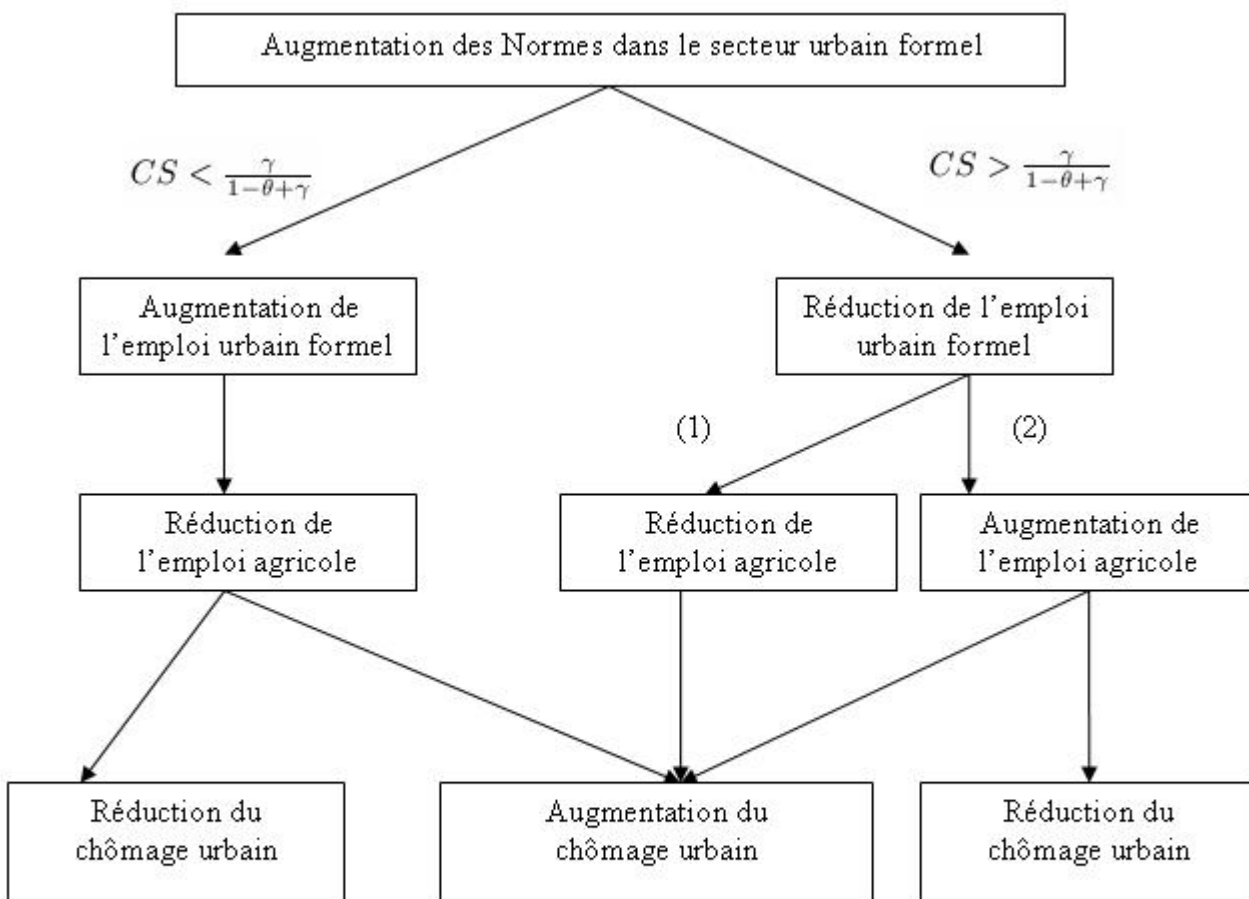 Augmentation des Normes dans le secteur urbain formel
CS < γ/(1−θ+γ)
CS > γ/(1−θ+γ)
Augmentation de
l'emploi urbain formel
Réduction de l'emploi
urbain formel
(1)
(2)
Réduction de
l'emploi agricole
Réduction de
l'emploi agricole
Augmentation de
l'emploi agricole
Réduction du
chômage urbain
Augmentation du
chômage urbain
Réduction du
chômage urbain